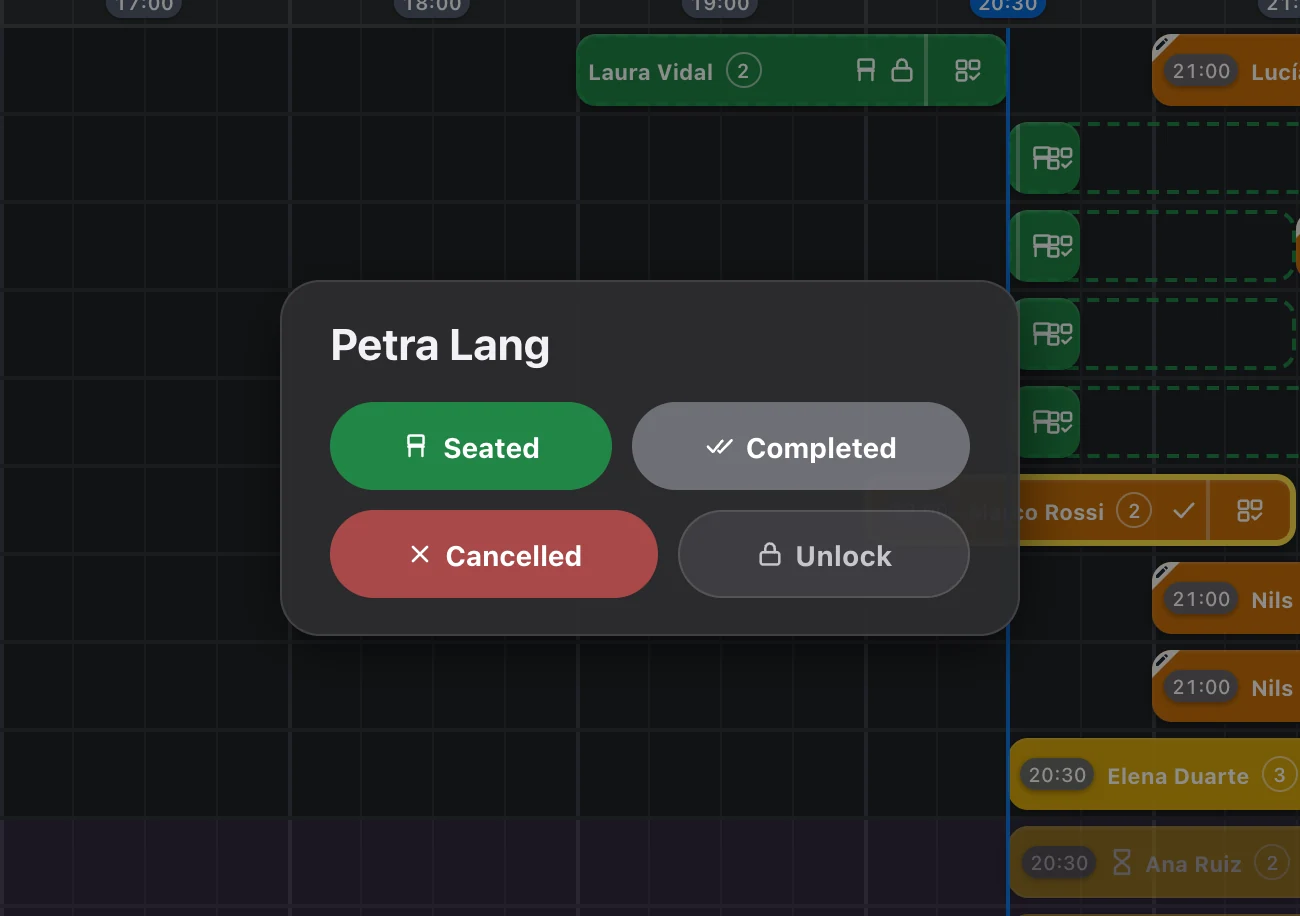 17:00 18:00 19:00 20:30
Laura Vidal 2
21:00
Petra Lang
Seated Completed
Rossi 2
Cancelled Unlock
21:00 Nils
21:00 Nils
20:30 Elena Duarte 3
20:30 Ana Ruiz 2